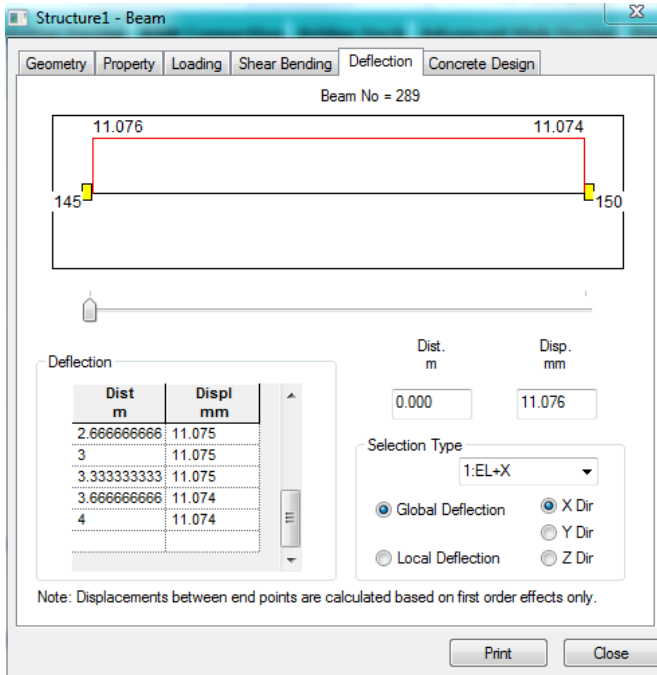 Structure1 - Beam
Geometry Property Loading Shear Bending Deflection Concrete Design
Beam No = 289
11.076 11.074
145 150
Dist. Disp.
m mm
Deflection
0.000 11.076
Dist Displ
m mm
2.666666666 11.075
3 11.075
3.333333333 11.075
3.666666666 11.074
4 11.074
Selection Type
1:EL+X
Global Deflection X Dir
Y Dir
Local Deflection Z Dir
Note: Displacements between end points are calculated based on first order effects only.
Print Close